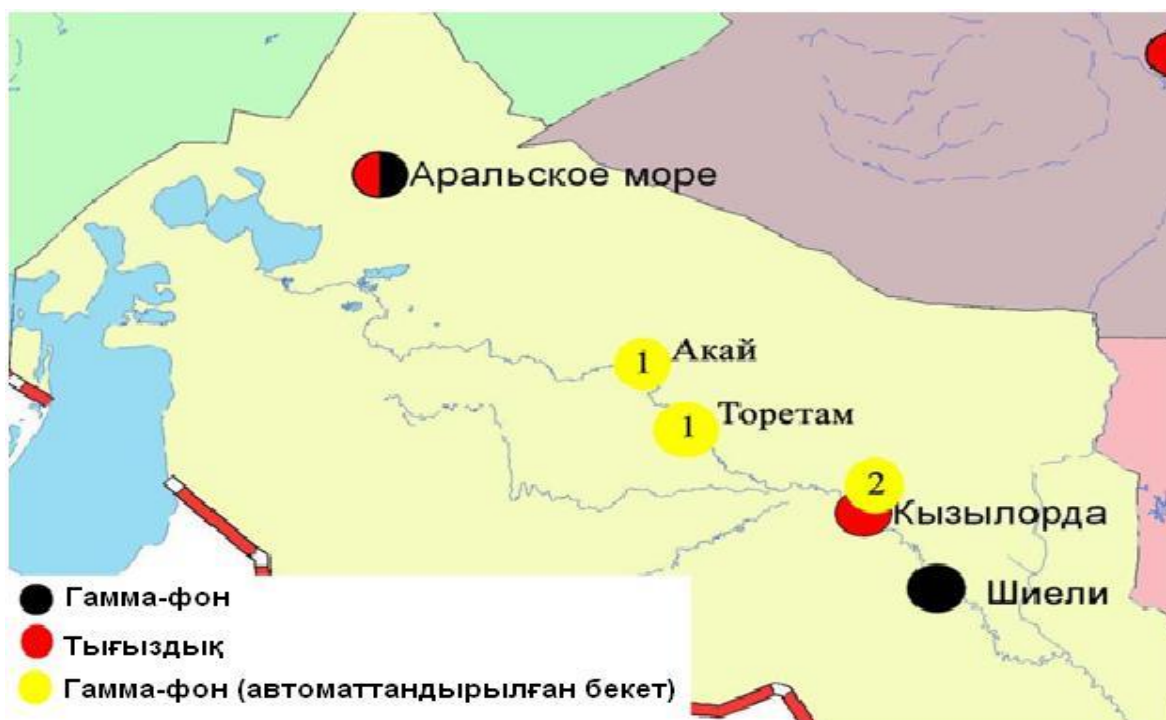 Аральское море
1 Акай
1 Торетам
2
Кызылорда
Шиели
Гамма-фон
Тығыздық
Гамма-фон (автоматтандырылған бекет)